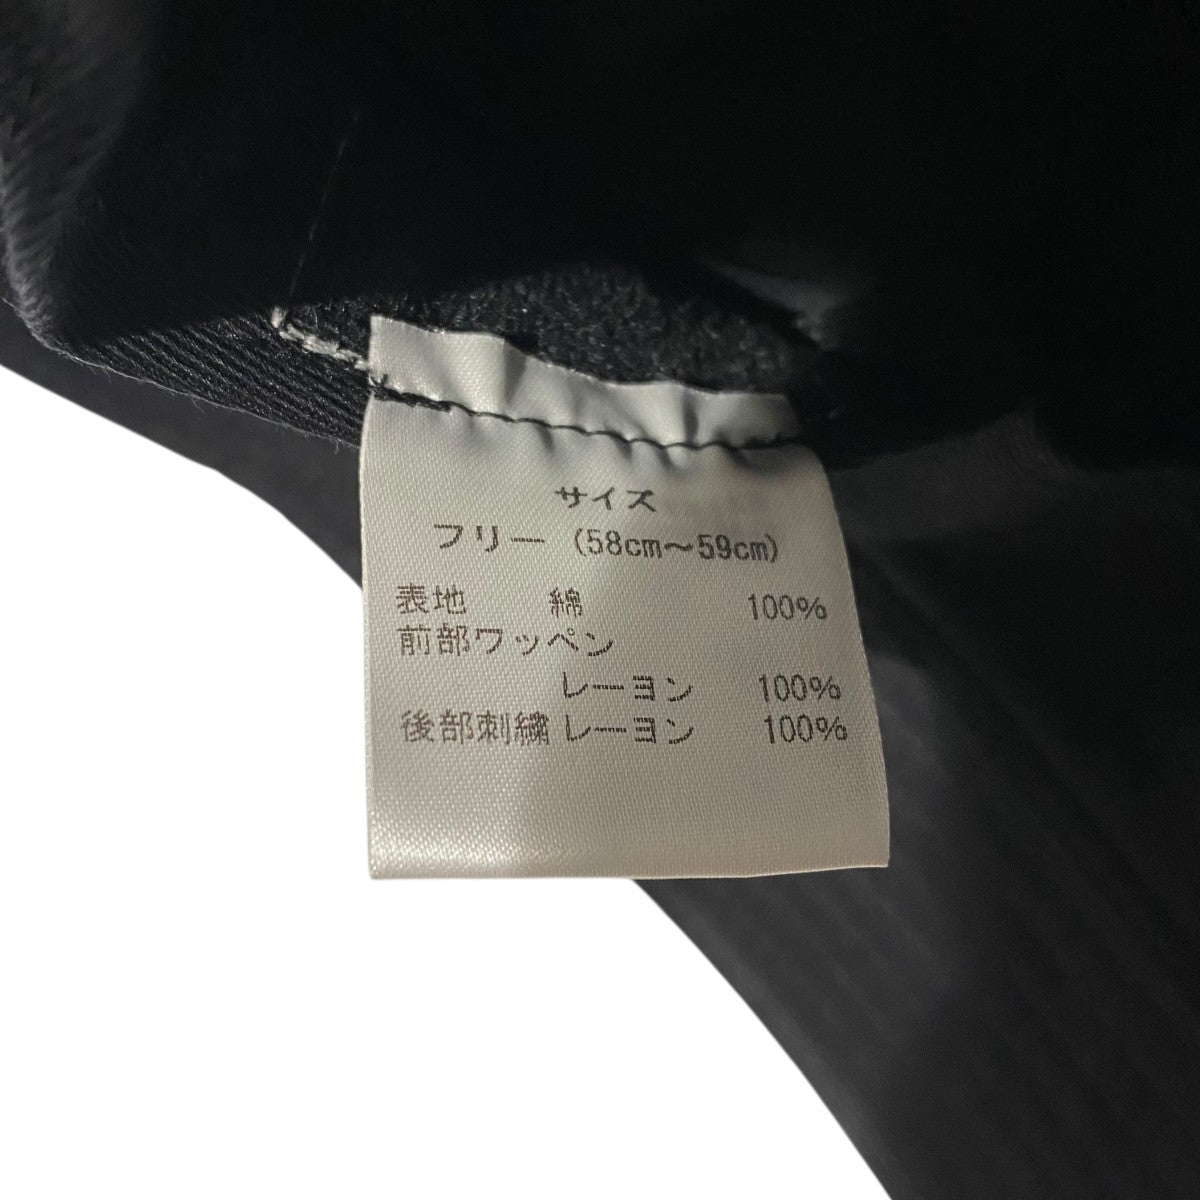 サイズ
フリー (58cm～59cm)
表地 綿 100%
前部ワッペン
レーヨン 100%
後部刺繍 レーヨン 100%